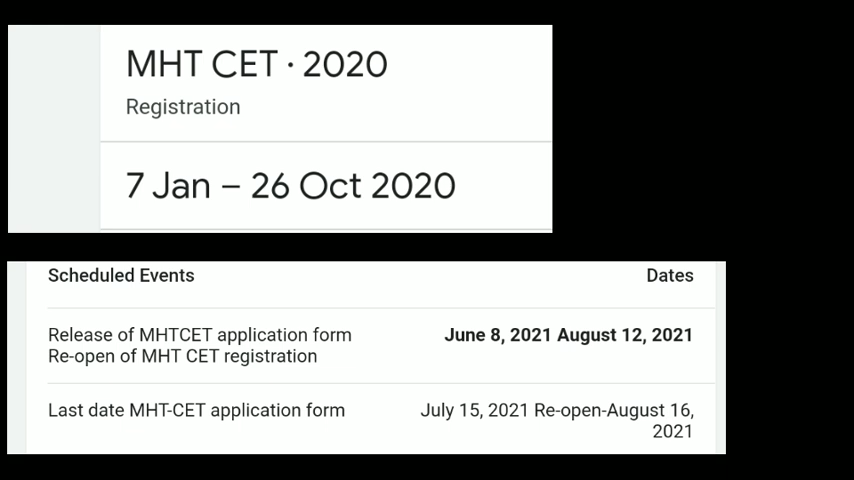 MHT CET · 2020
Registration
7 Jan – 26 Oct 2020
Scheduled Events Dates
Release of MHTCET application form June 8, 2021 August 12, 2021
Re-open of MHT CET registration
Last date MHT-CET application form July 15, 2021 Re-open-August 16,
2021